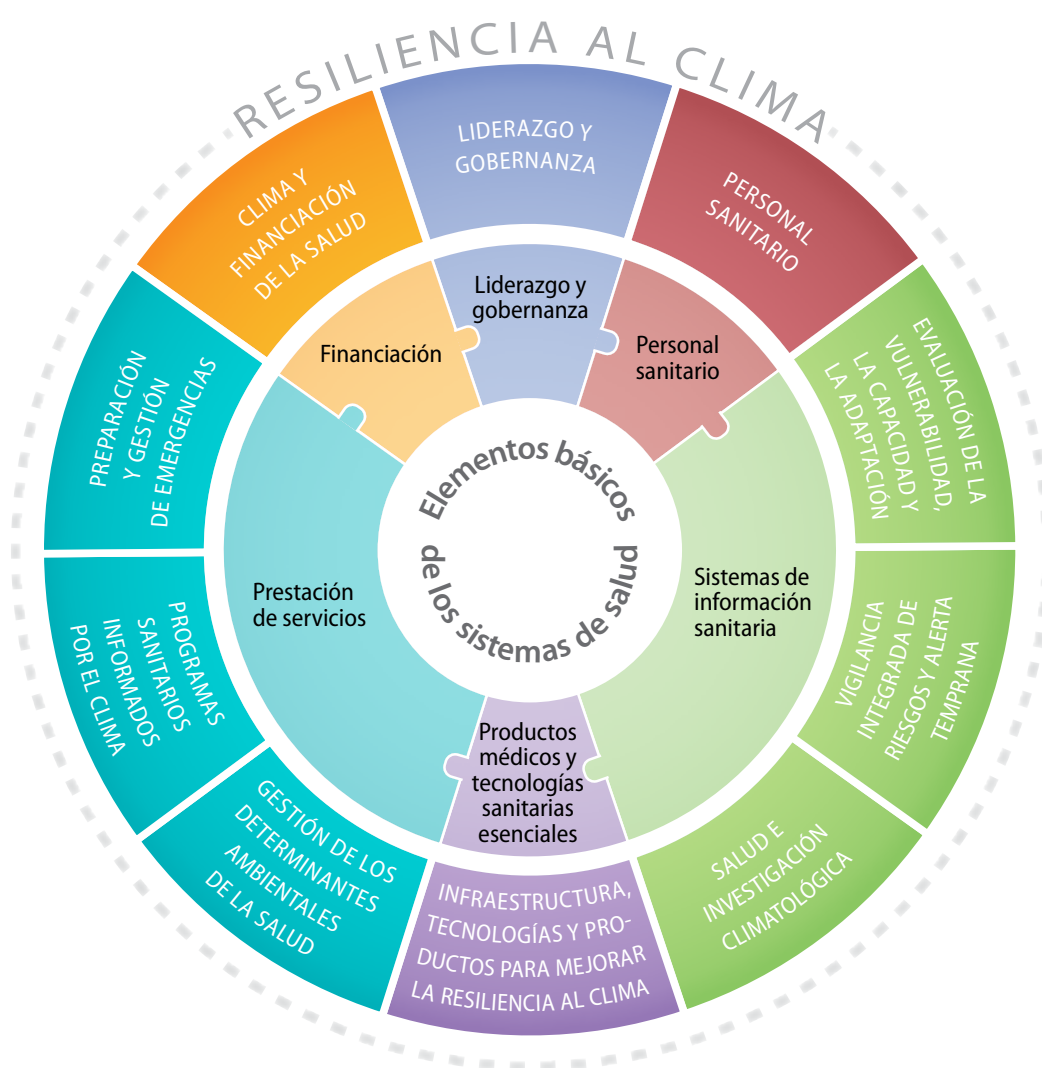 RESILIENCIA AL CLIMA
LIDERAZGO Y
GOBERNANZA
PERSONAL
SANITARIO
EVALUACIÓN DE LA
VULNERABILIDAD,
LA CAPACIDAD Y
LA ADAPTACIÓN
VIGILANCIA
INTEGRADA DE
RIESGOS Y ALERTA
TEMPRANA
SALUD E
INVESTIGACIÓN
CLIMATOLÓGICA
INFRAESTRUCTURA,
TECNOLOGÍAS Y PRO-
DUCTOS PARA MEJORAR
LA RESILIENCIA AL CLIMA
GESTIÓN DE LOS
DETERMINANTES
AMBIENTALES
DE LA SALUD
PROGRAMAS
SANITARIOS
INFORMADOS
POR EL CLIMA
PREPARACIÓN
Y GESTIÓN
DE EMERGENCIAS
CLIMA Y
FINANCIACIÓN
DE LA SALUD
Liderazgo y
gobernanza
Personal
sanitario
Sistemas de
información
sanitaria
Productos
médicos y
tecnologías
sanitarias
esenciales
Prestación
de servicios
Financiación
Elementos básicos
de los sistemas de salud